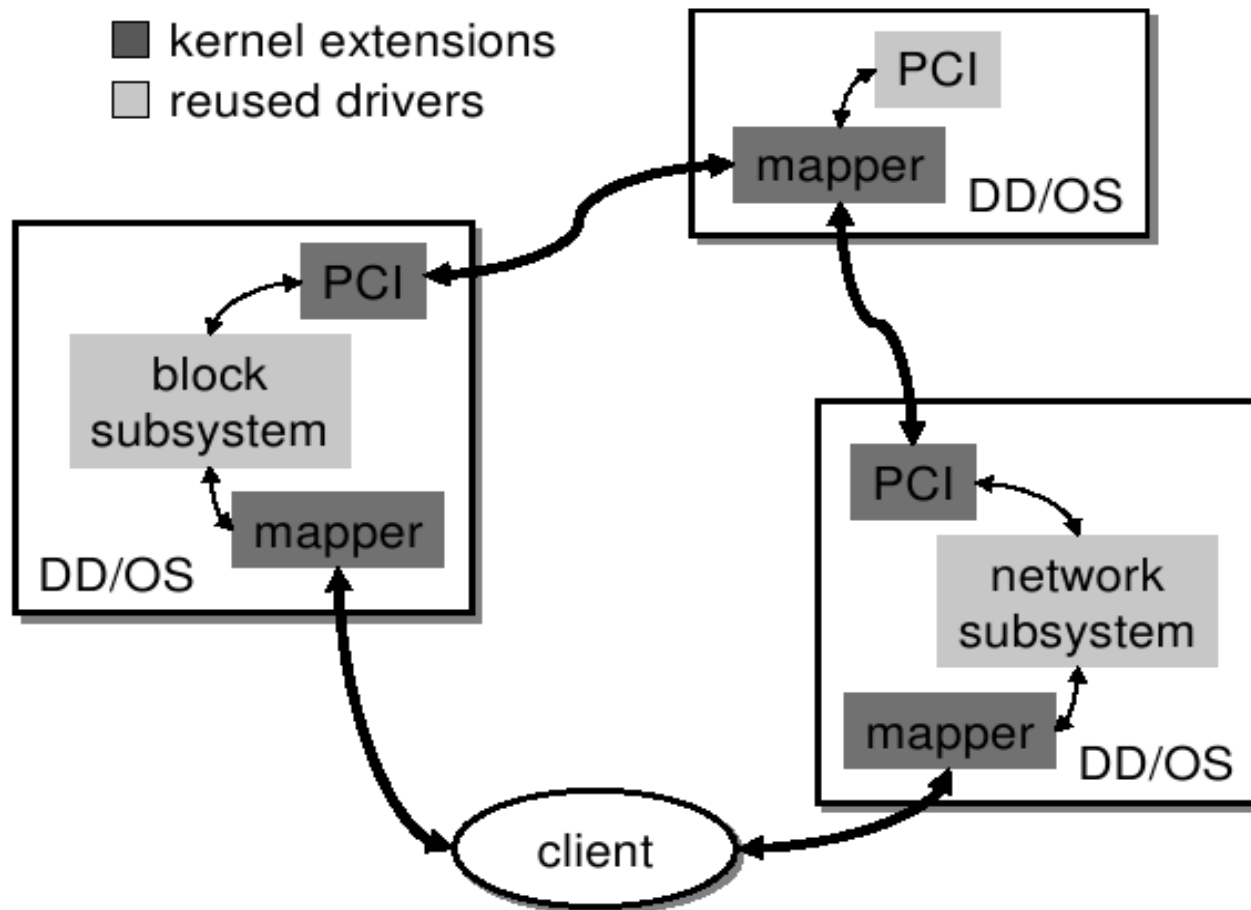 kernel extensions
reused drivers
PCI
mapper
DD/OS
PCI
block
subsystem
mapper
DD/OS
PCI
network
subsystem
mapper
DD/OS
client